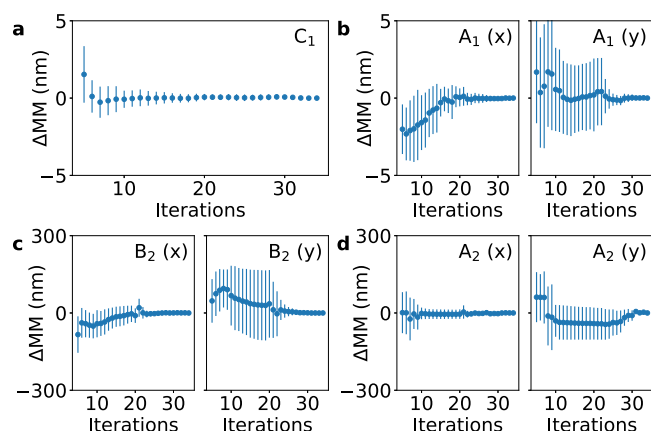 a
C₁
5
0
−5
ΔMM (nm)
10
20
30
Iterations
b
A₁ (x)
A₁ (y)
5
0
−5
ΔMM (nm)
10
20
30
10
20
30
Iterations
Iterations
c
B₂ (x)
B₂ (y)
300
0
−300
ΔMM (nm)
10
20
30
10
20
30
Iterations
Iterations
d
A₂ (x)
A₂ (y)
300
0
−300
ΔMM (nm)
10
20
30
10
20
30
Iterations
Iterations